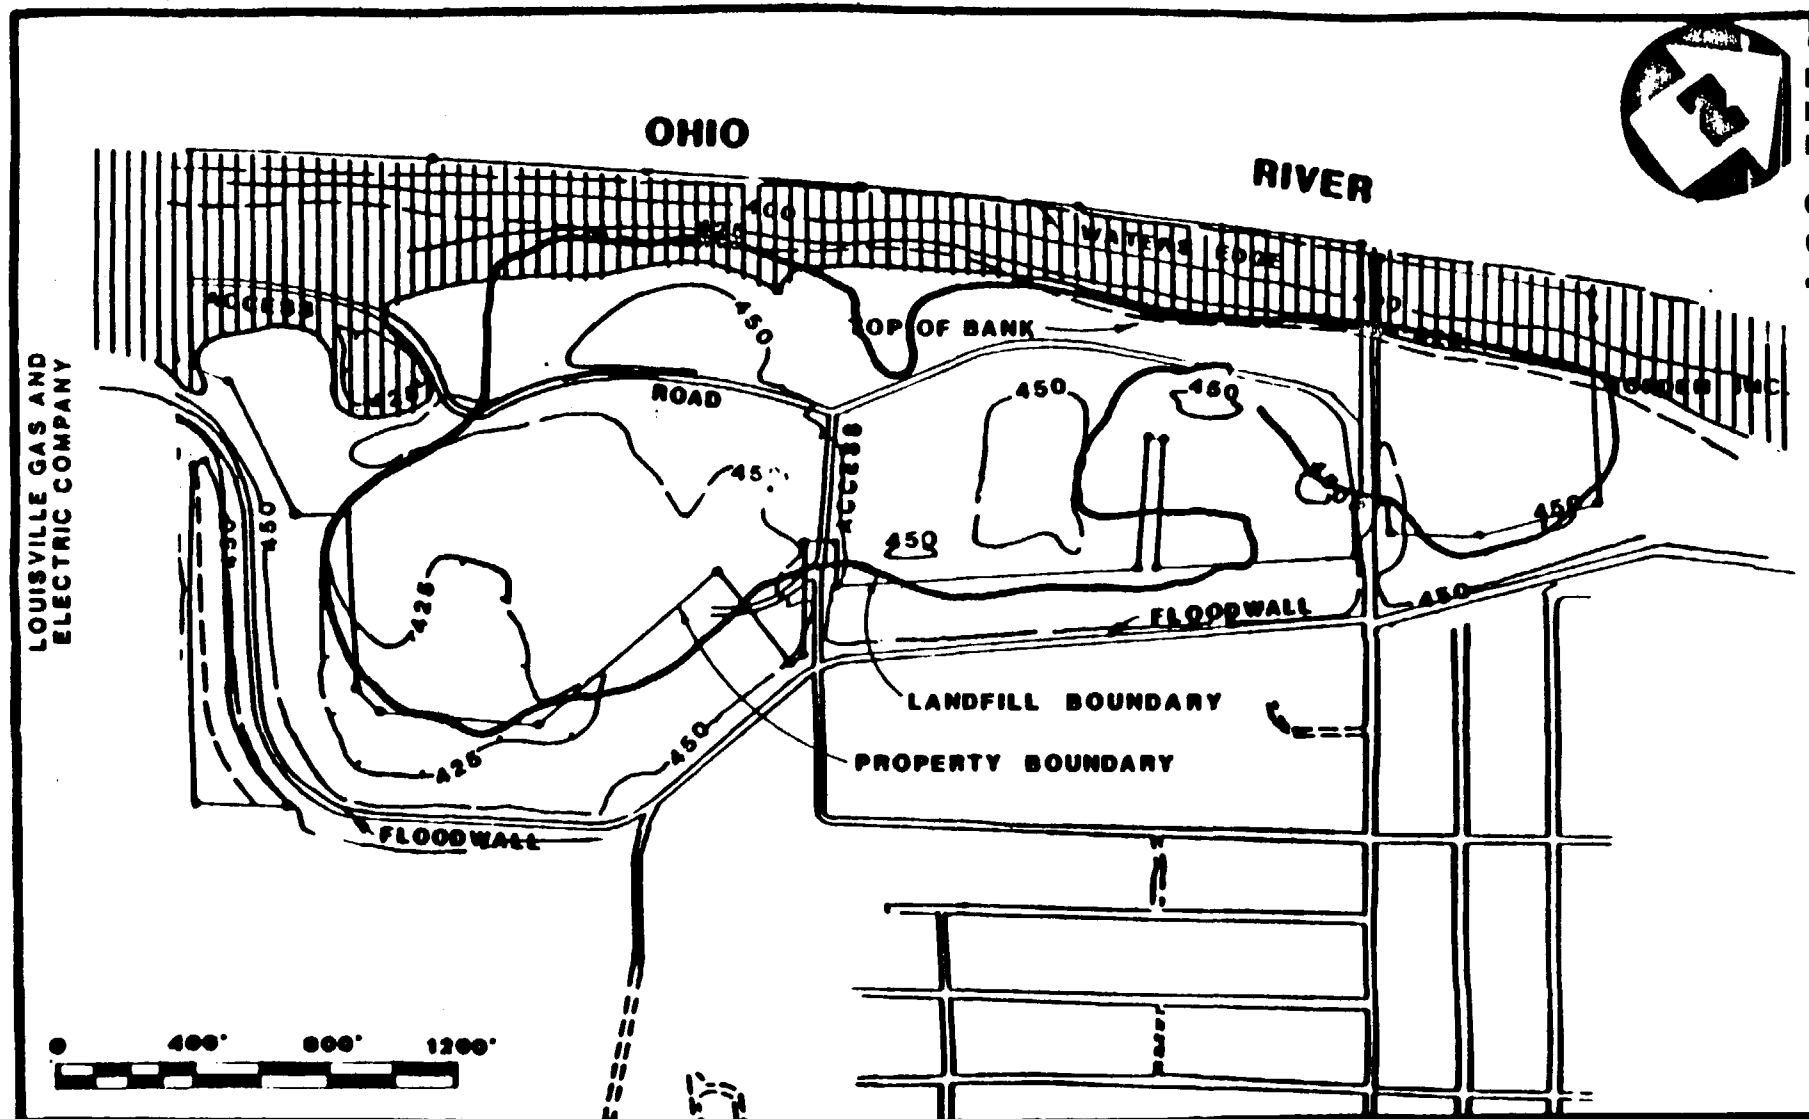 OHIO
RIVER
400
WATERS EDGE
ACCESS
450
TOP OF BANK
LOUISVILLE GAS AND
ELECTRIC COMPANY
425
ROAD
450
450
ACCESS
450
450
450
450
425
FLOODWALL
450
LANDFILL BOUNDARY
450
PROPERTY BOUNDARY
425
FLOODWALL
0 400' 800' 1200'